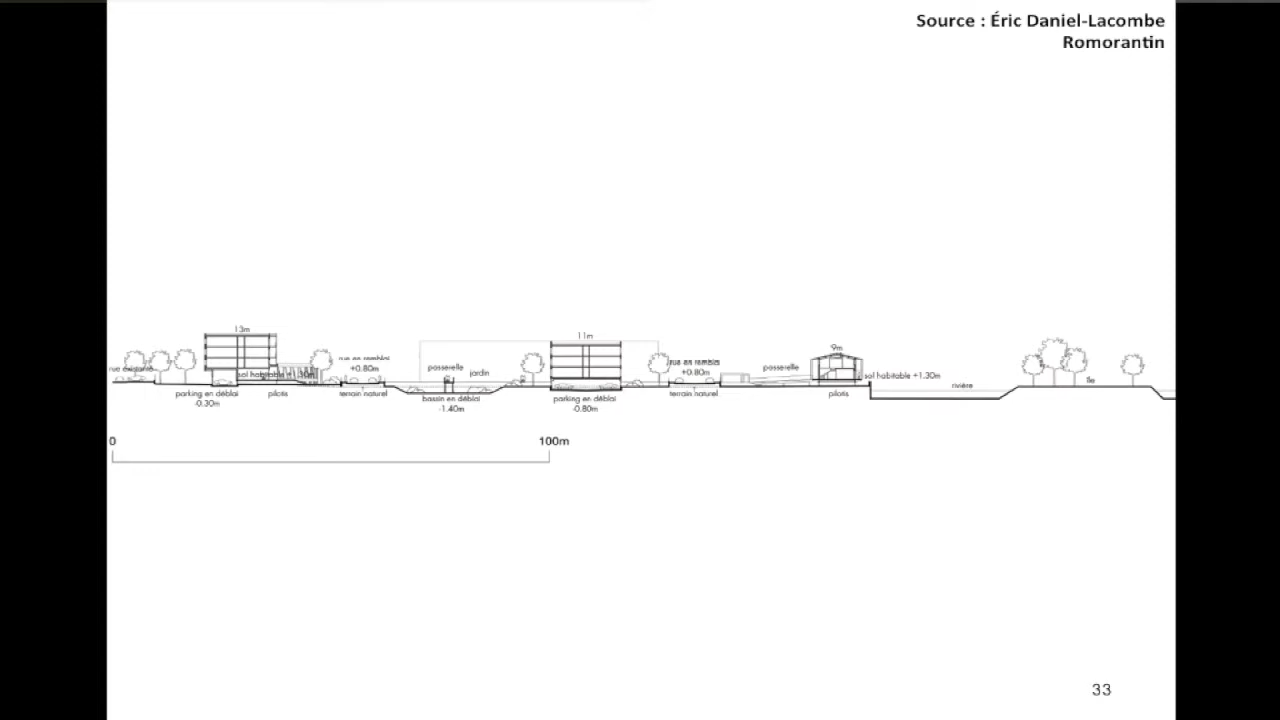 Source : Éric Daniel-Lacombe
Romorantin
13m
11m
9m
rue existante
sol habitable +1.30m
rue en remblai
+0.80m
passerelle
jardin
rue en remblai
+0.80m
passerelle
sol habitable +1.30m
rivière
île
parking en déblai
-0.30m
pilotis
terrain naturel
bassin en déblai
-1.40m
parking en déblai
-0.80m
terrain naturel
pilotis
0
100m
33